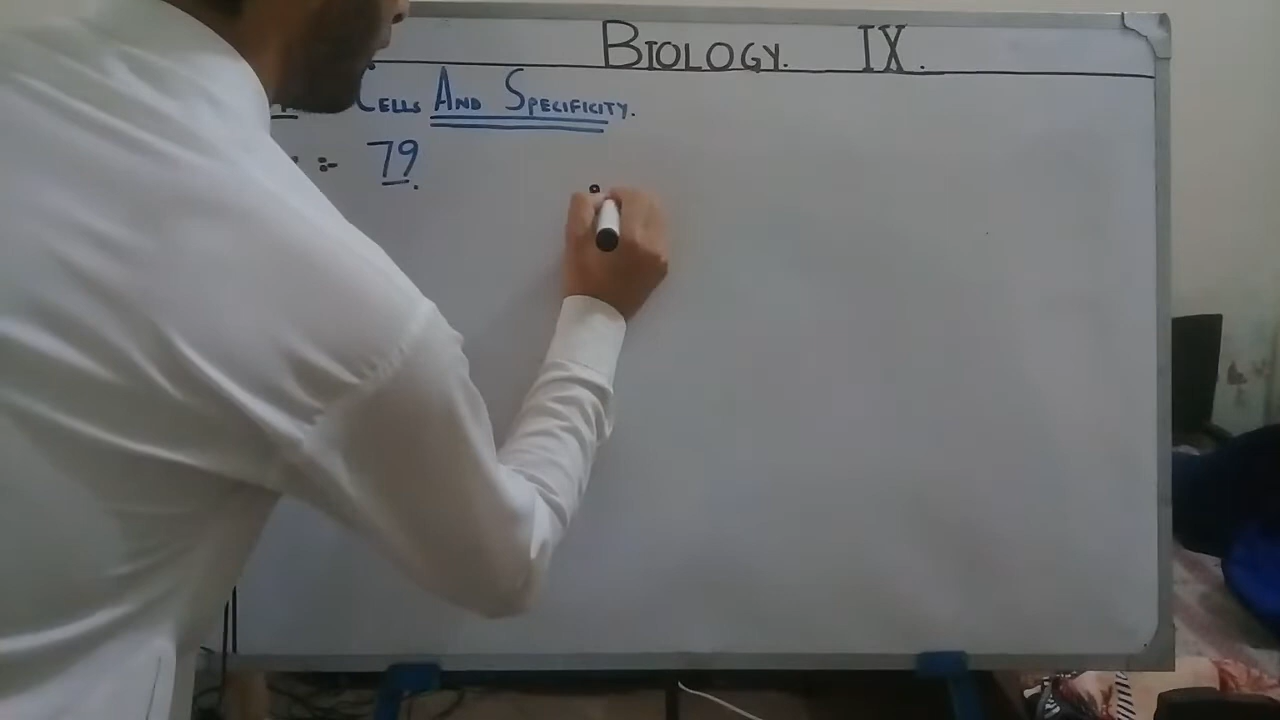 BIOLOGY. IX.
CELLS AND SPECIFICITY.
:- 79.